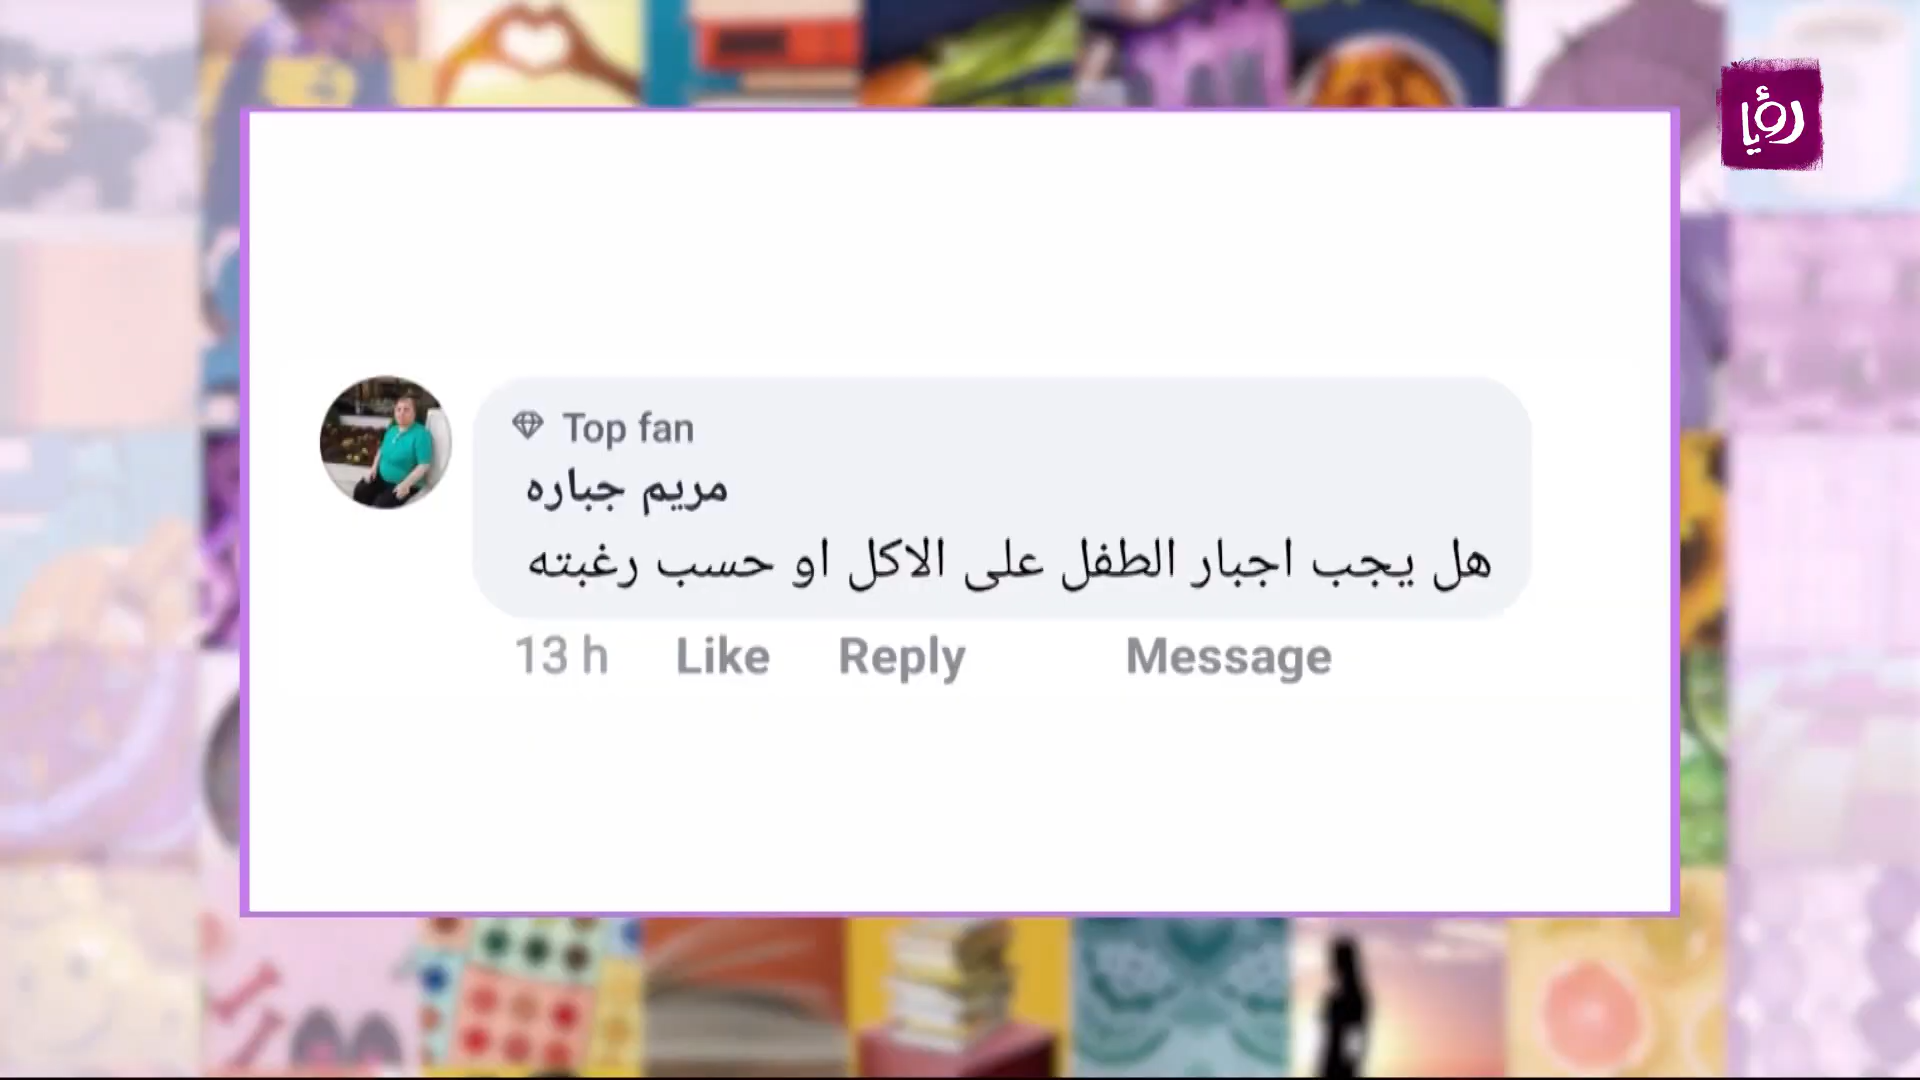 رؤيا
Top fan
مريم جباره
هل يجب اجبار الطفل على الاكل او حسب رغبته
13 h Like Reply Message